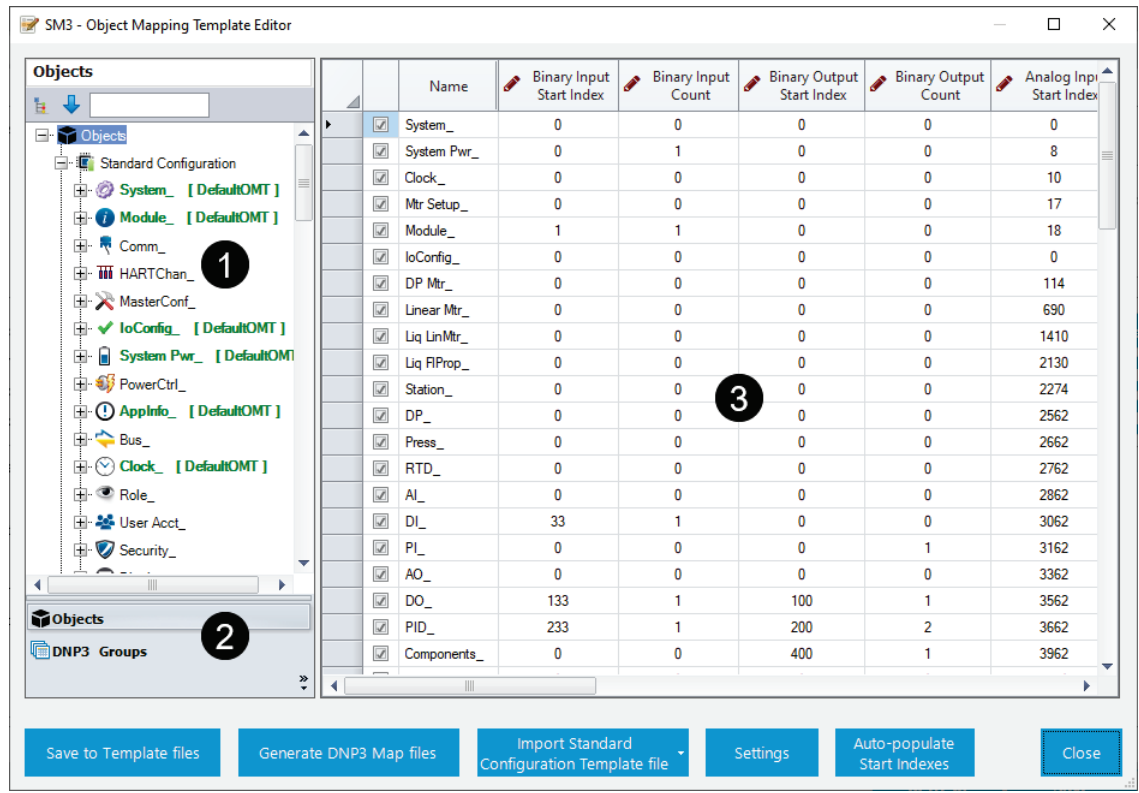 SM3 - Object Mapping Template Editor
Objects
Objects
Standard Configuration
System_ [ DefaultOMT ]
Module_ [ DefaultOMT ]
Comm_
HARTChan_
MasterConf_
IoConfig_ [ DefaultOMT ]
System Pwr_ [ DefaultOMT
PowerCtrl_
AppInfo_ [ DefaultOMT ]
Bus_
Clock_ [ DefaultOMT ]
Role_
User Acct_
Security_
1
Objects
DNP3 Groups
2
Name Binary Input Start Index Binary Input Count Binary Output Start Index Binary Output Count Analog Inpu Start Index
System_ 0 0 0 0 0
System Pwr_ 0 1 0 0 8
Clock_ 0 0 0 0 10
Mtr Setup_ 0 0 0 0 17
Module_ 1 1 0 0 18
IoConfig_ 0 0 0 0 0
DP Mtr_ 0 0 0 0 114
Linear Mtr_ 0 0 0 0 690
Liq LinMtr_ 0 0 0 0 1410
Liq FlProp_ 0 0 0 0 2130
Station_ 0 0 0 0 2274
DP_ 0 0 0 0 2562
Press_ 0 0 0 0 2662
RTD_ 0 0 0 0 2762
AI_ 0 0 0 0 2862
DI_ 33 1 0 0 3062
PI_ 0 0 0 1 3162
AO_ 0 0 0 0 3362
DO_ 133 1 100 1 3562
PID_ 233 1 200 2 3662
Components_ 0 0 400 1 3962
3
Save to Template files
Generate DNP3 Map files
Import Standard
Configuration Template file
Settings
Auto-populate
Start Indexes
Close